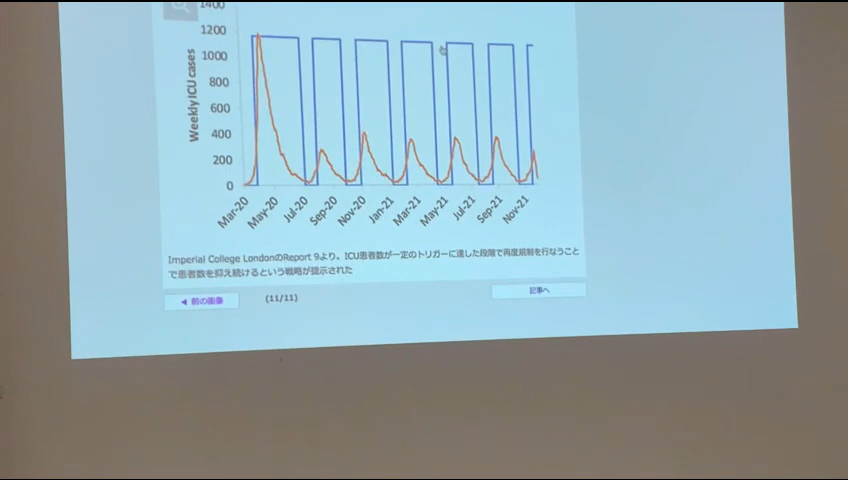 1400
1200
1000
800
600
400
200
0
Weekly ICU cases
Mar-20 May-20 Jul-20 Sep-20 Nov-20 Jan-21 Mar-21 May-21 Jul-21 Sep-21 Nov-21
Imperial College LondonのReport 9より。ICU患者数が一定のトリガーに達した段階で再度規制を行なうこと
で患者数を抑え続けるという戦略が提示された
◀ 前の画像 (11/11) 記事へ